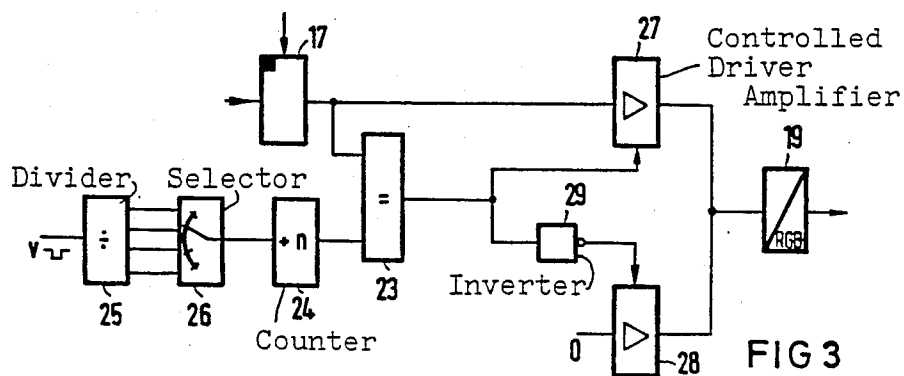 17
27
Controlled
Driver
Amplifier
19
Divider
Selector
=
29
RGB
V
÷
+ n
23
Inverter
25
26
24
Counter
0
28
FIG 3